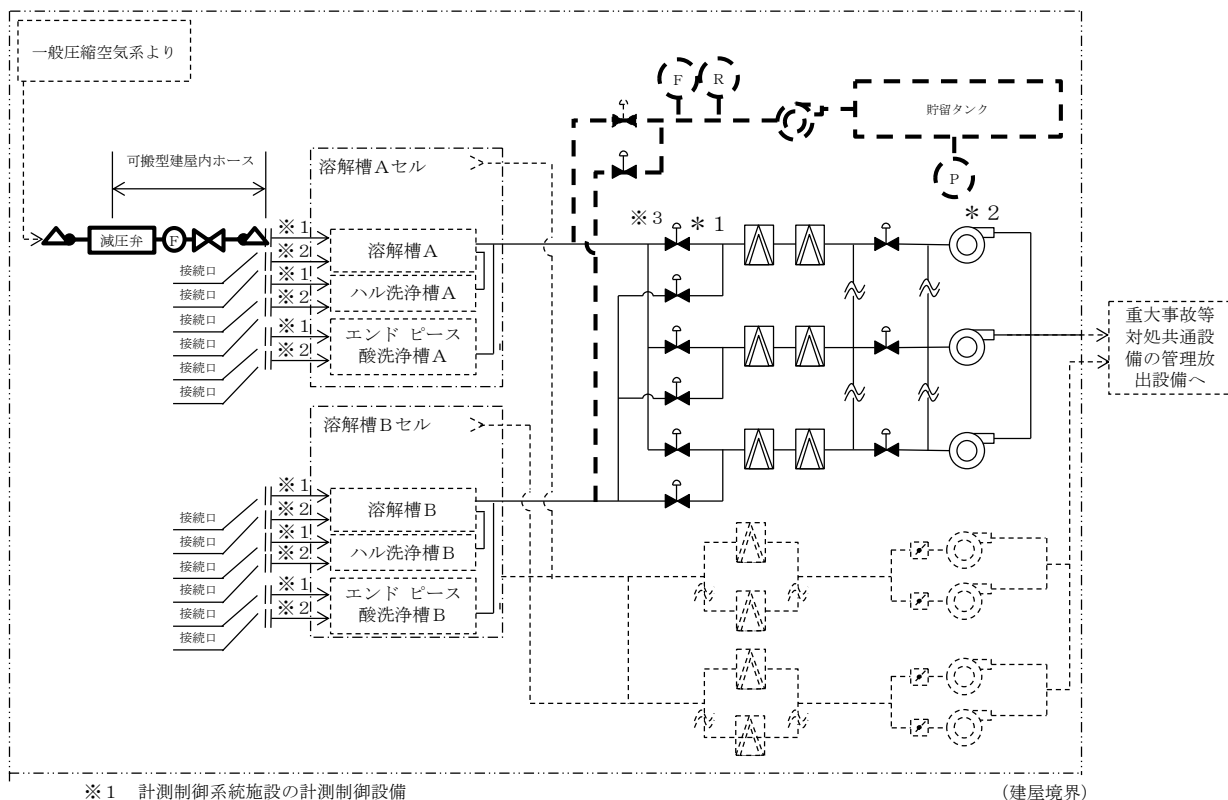 一般圧縮空気系より
可搬型建屋内ホース
減圧弁
F
※1
※2
※1
※2
※1
※2
接続口
接続口
接続口
接続口
接続口
接続口
溶解槽Aセル
溶解槽A
ハル洗浄槽A
エンド ピース
酸洗浄槽A
F
R
貯留タンク
P
※3
＊1
＊2
重大事故等
対処共通設
備の管理放
出設備へ
溶解槽Bセル
溶解槽B
ハル洗浄槽B
エンド ピース
酸洗浄槽B
※1
※2
※1
※2
※1
※2
接続口
接続口
接続口
接続口
接続口
接続口
※1 計測制御系統施設の計測制御設備
(建屋境界)